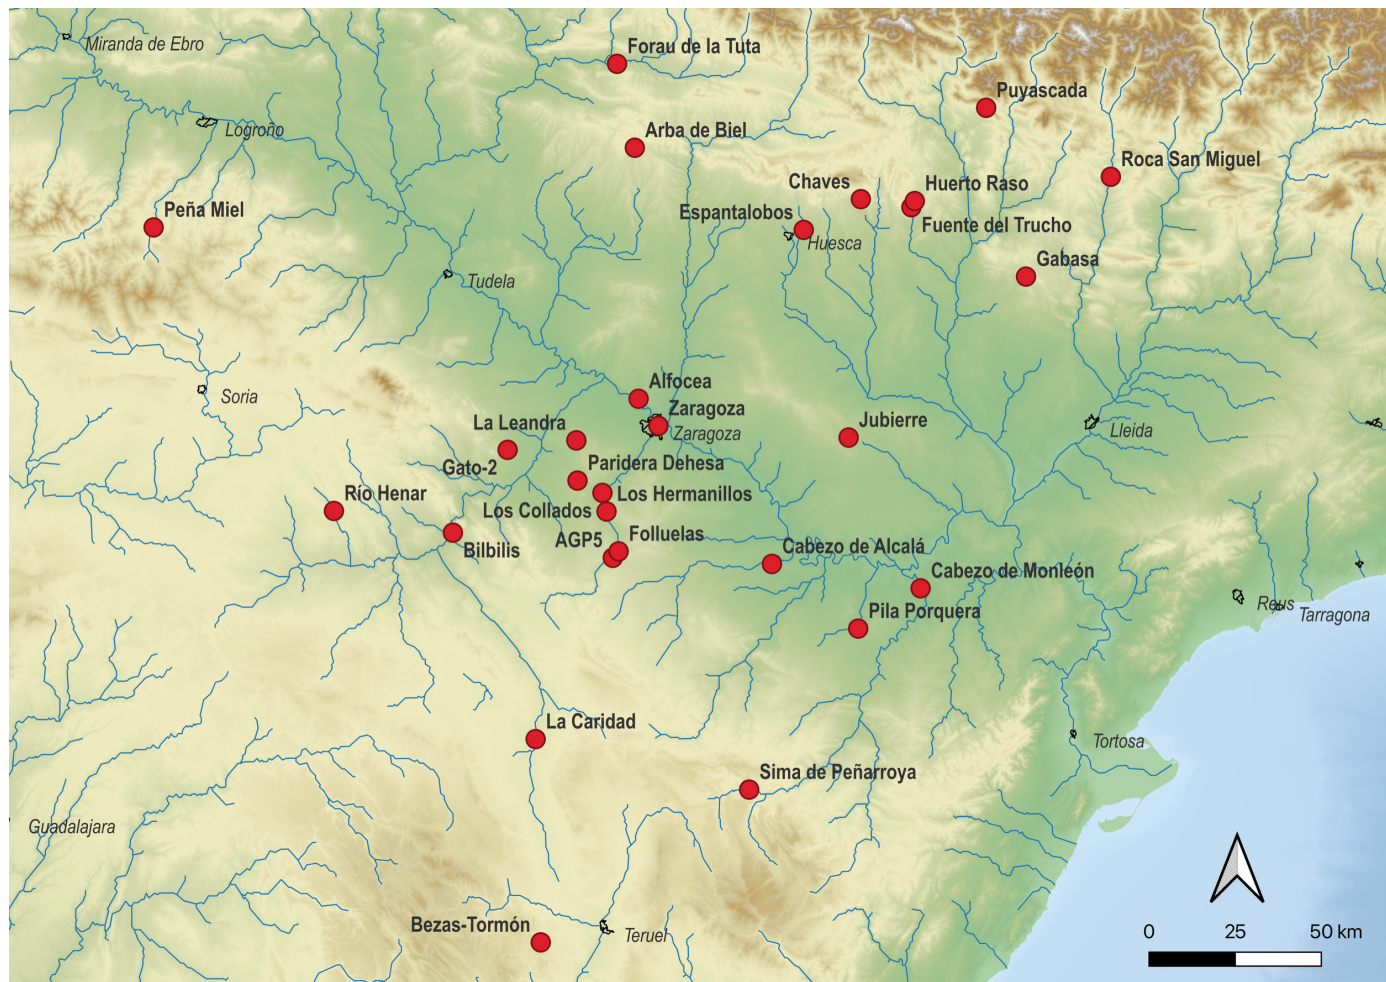 Miranda de Ebro
Forau de la Tuta
Puyascada
Logroño
Arba de Biel
Roca San Miguel
Chaves
Huerto Raso
Peña Miel
Espantalobos
Fuente del Trucho
Huesca
Gabasa
Tudela
Alfocea
Soria
Zaragoza
La Leandra
Jubierre
Zaragoza
Lleida
Gato-2
Paridera Dehesa
Río Henar
Los Hermanillos
Los Collados
AGP5
Folluelas
Bilbilis
Cabezo de Alcalá
Cabezo de Monleón
Pila Porquera
Reus
Tarragona
La Caridad
Tortosa
Sima de Peñarroya
Guadalajara
Bezas-Tormón
Teruel
0 25 50 km